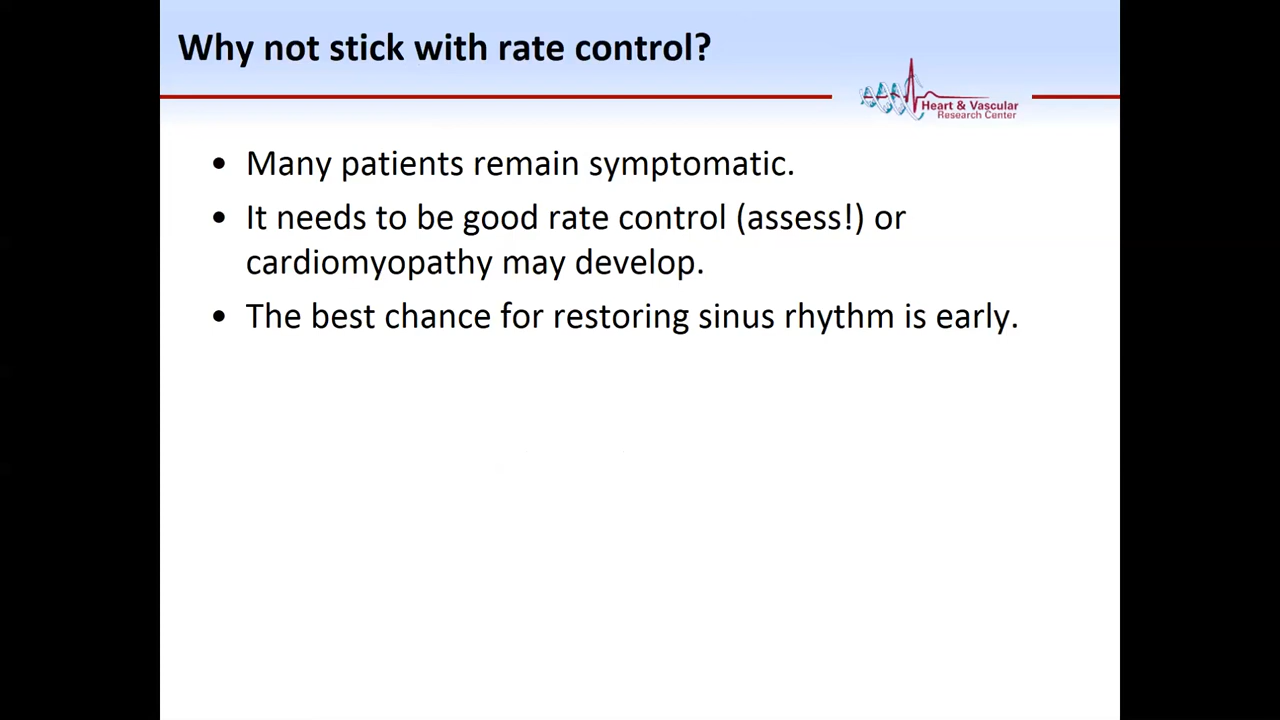 Why not stick with rate control?
Heart & Vascular
Research Center
• Many patients remain symptomatic.
• It needs to be good rate control (assess!) or
cardiomyopathy may develop.
• The best chance for restoring sinus rhythm is early.